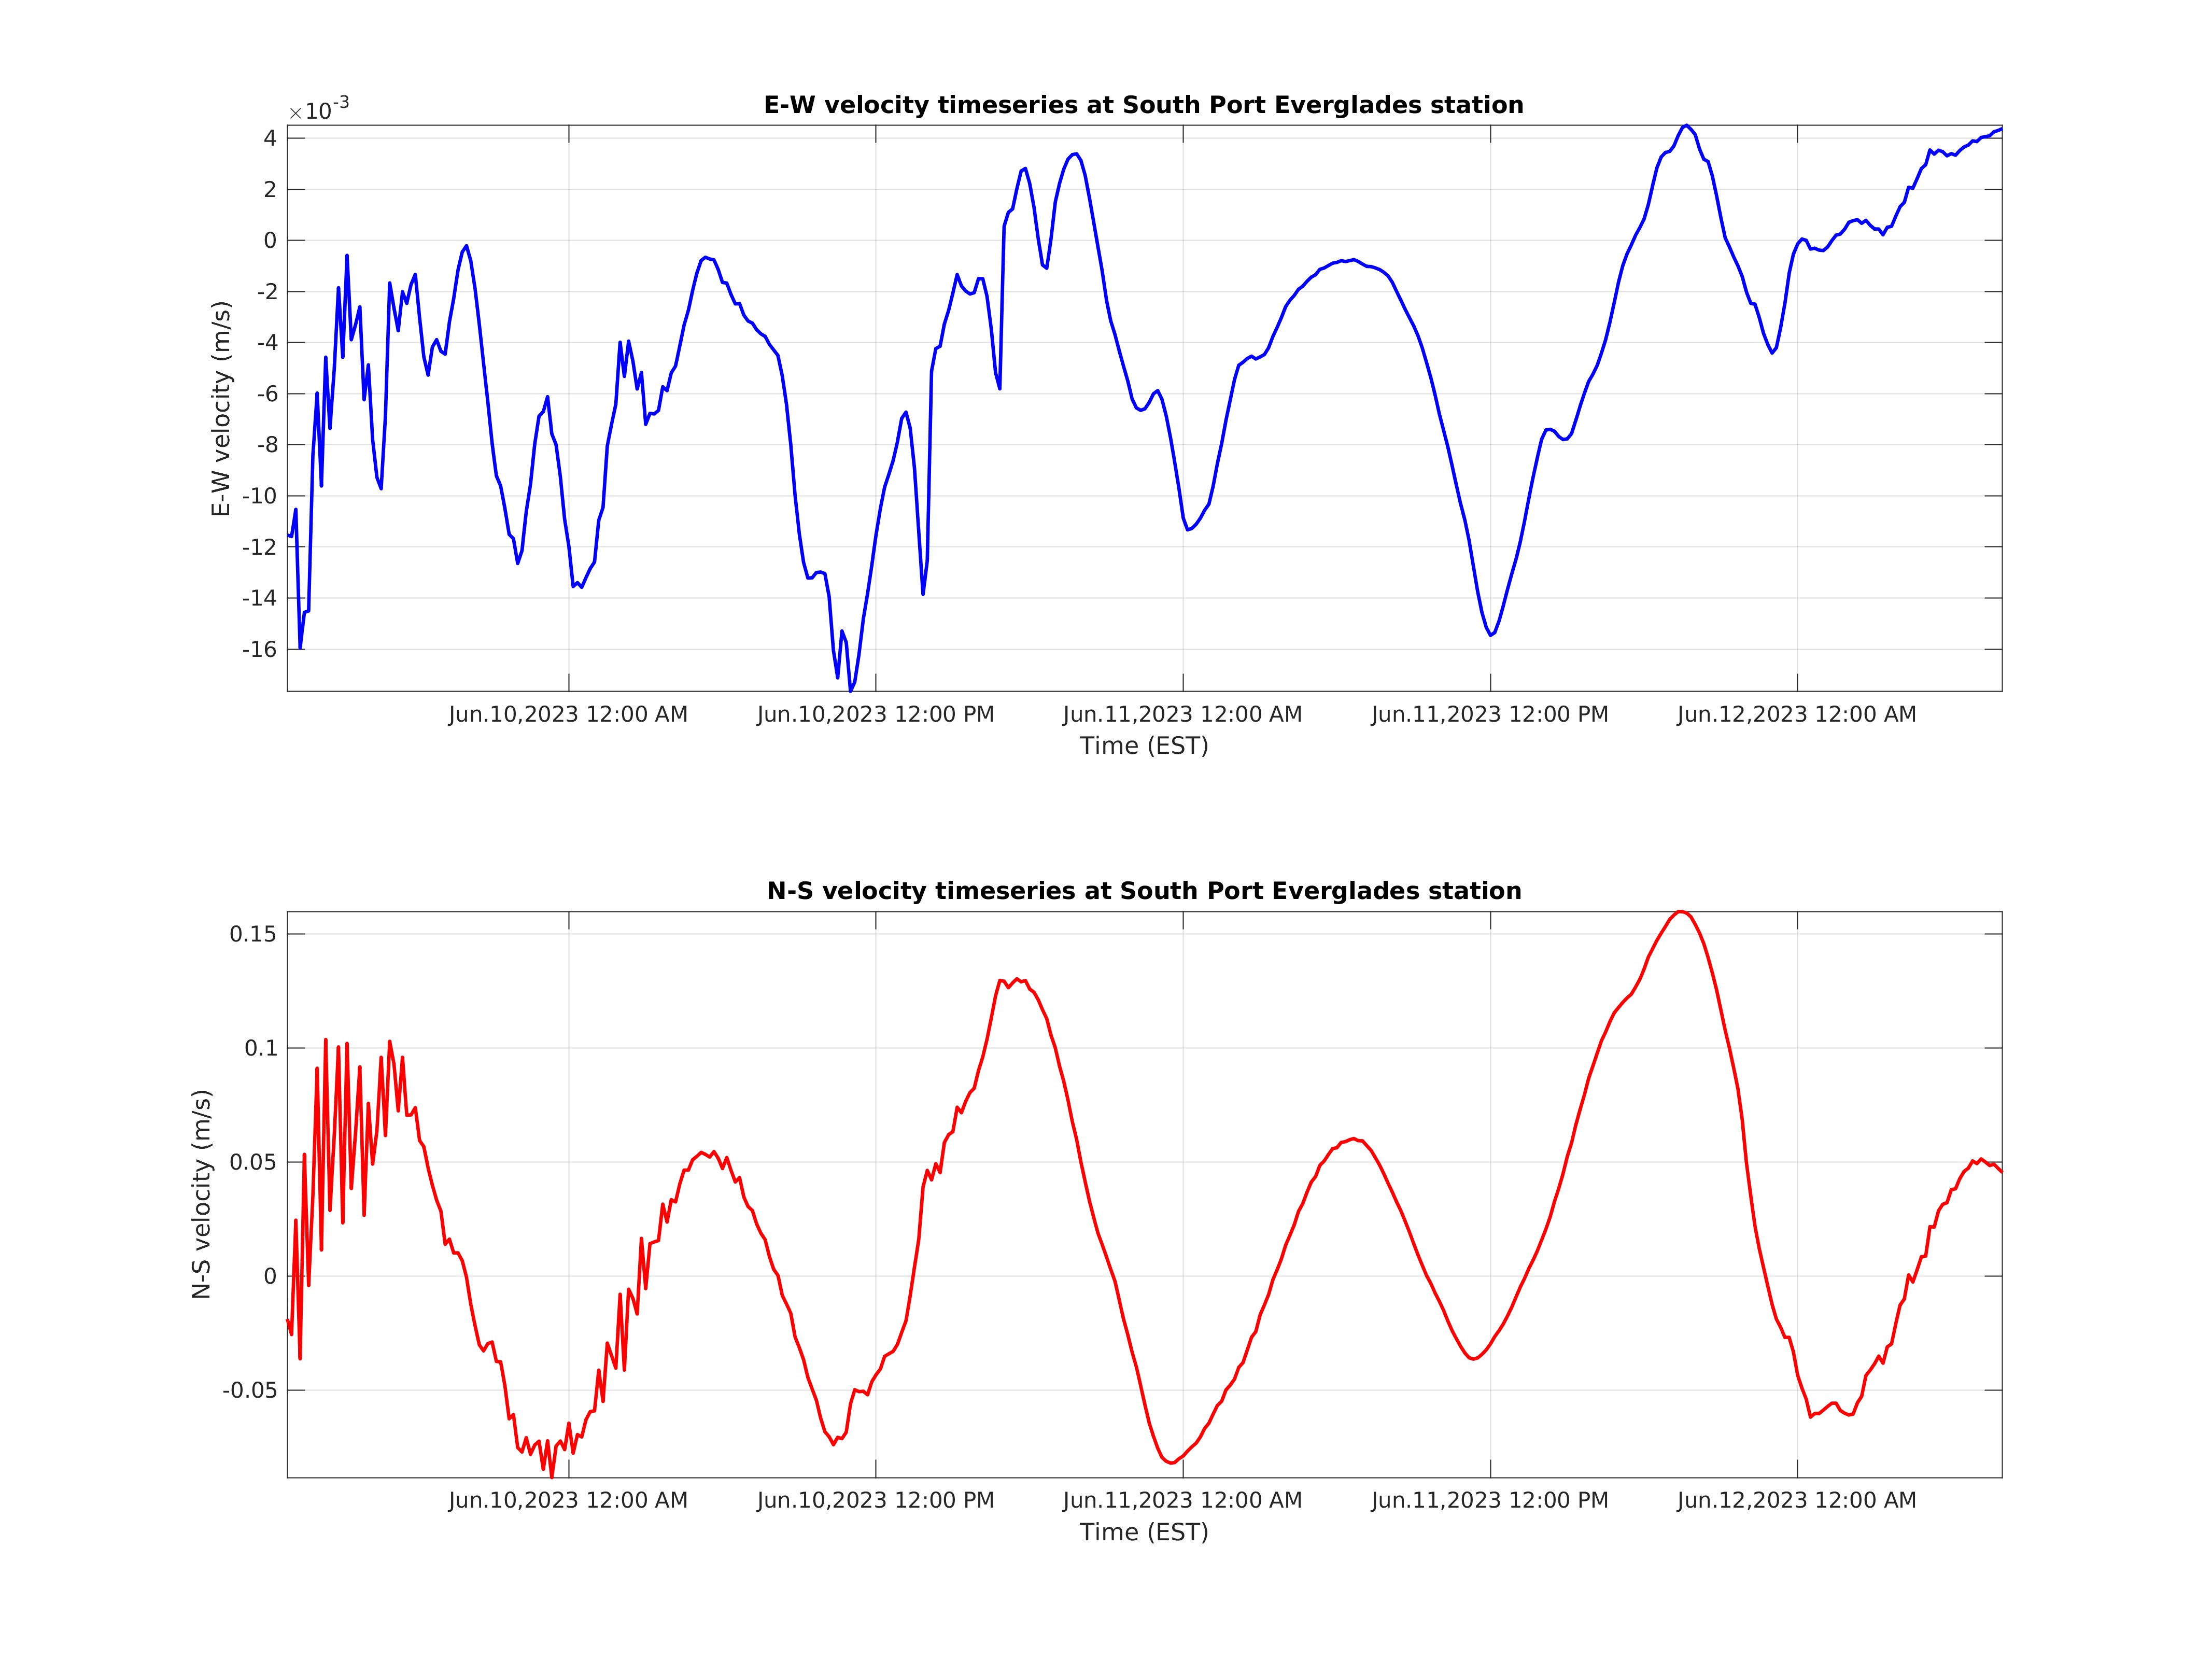 ×10⁻³
E-W velocity timeseries at South Port Everglades station
4
2
0
-2
-4
-6
-8
-10
-12
-14
-16
E-W velocity (m/s)
Jun.10,2023 12:00 AM Jun.10,2023 12:00 PM Jun.11,2023 12:00 AM Jun.11,2023 12:00 PM Jun.12,2023 12:00 AM
Time (EST)
N-S velocity timeseries at South Port Everglades station
0.15
0.1
0.05
0
-0.05
N-S velocity (m/s)
Jun.10,2023 12:00 AM Jun.10,2023 12:00 PM Jun.11,2023 12:00 AM Jun.11,2023 12:00 PM Jun.12,2023 12:00 AM
Time (EST)